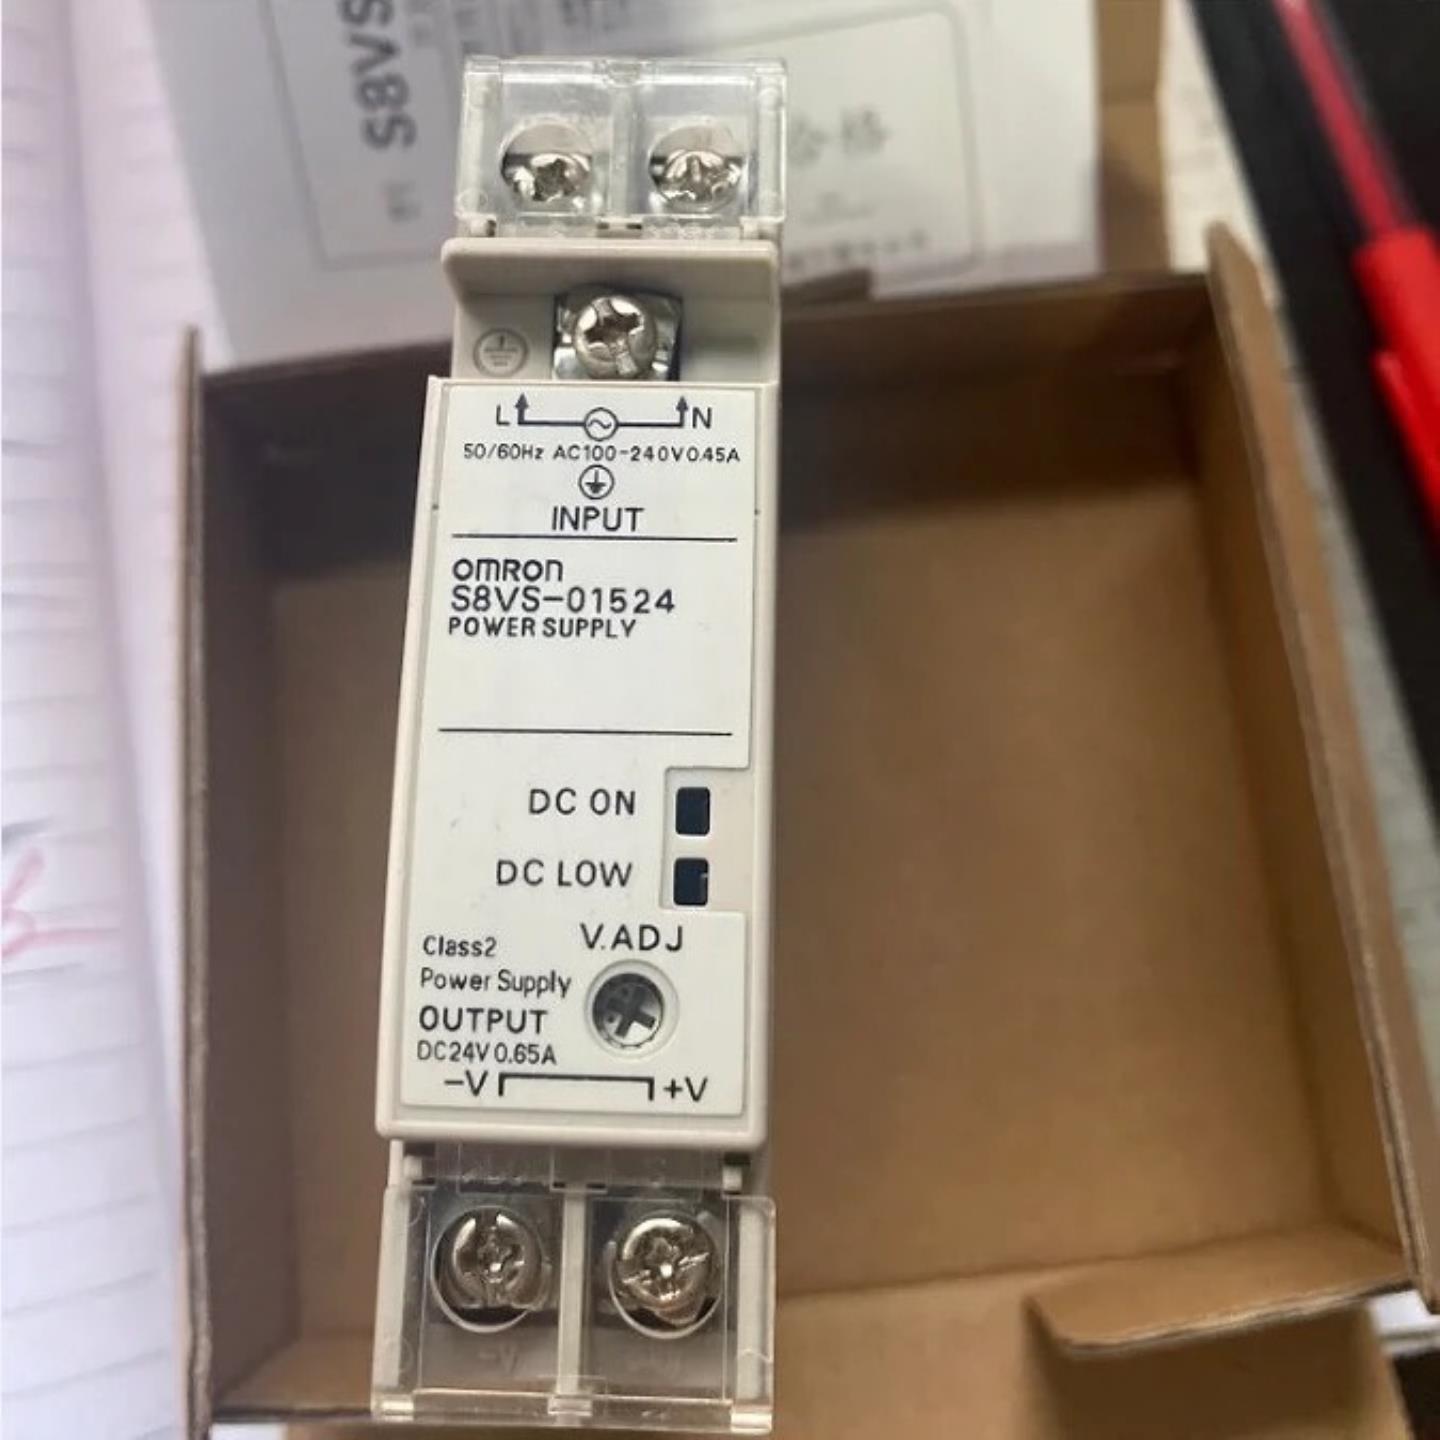 S8VS
L N
50/60Hz AC100-240V0.45A
INPUT
OMRON
S8VS-01524
POWER SUPPLY
DC ON
DC LOW
V.ADJ
Class2
Power Supply
OUTPUT
DC24V 0.65A
-V +V
-V